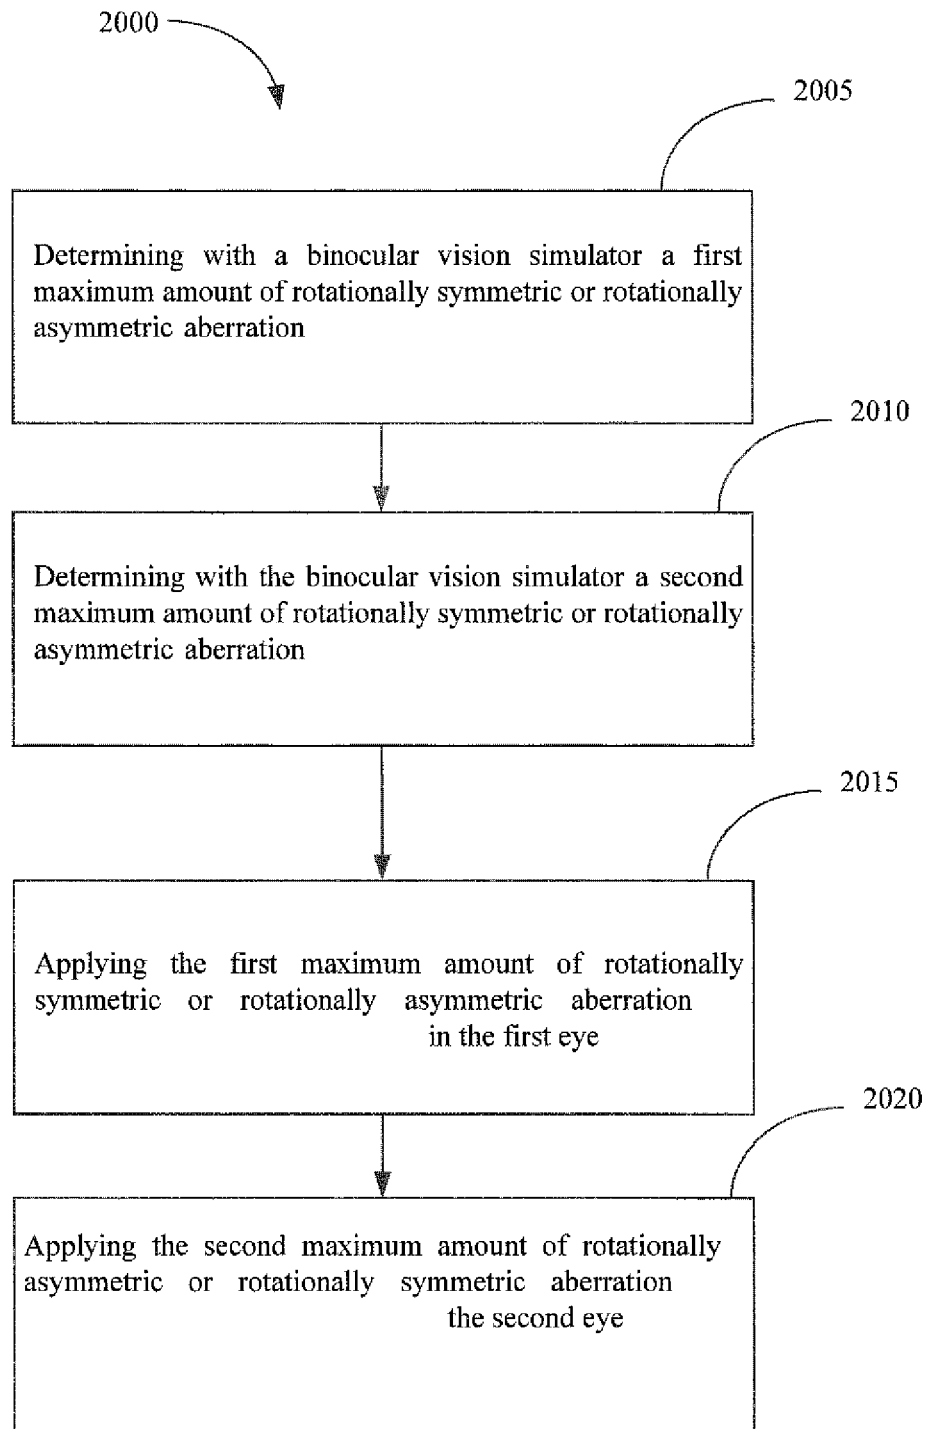 2000
2005
Determining with a binocular vision simulator a first
maximum amount of rotationally symmetric or rotationally
asymmetric aberration
2010
Determining with the binocular vision simulator a second
maximum amount of rotationally symmetric or rotationally
asymmetric aberration
2015
Applying the first maximum amount of rotationally
symmetric or rotationally asymmetric aberration
in the first eye
2020
Applying the second maximum amount of rotationally
asymmetric or rotationally symmetric aberration
the second eye